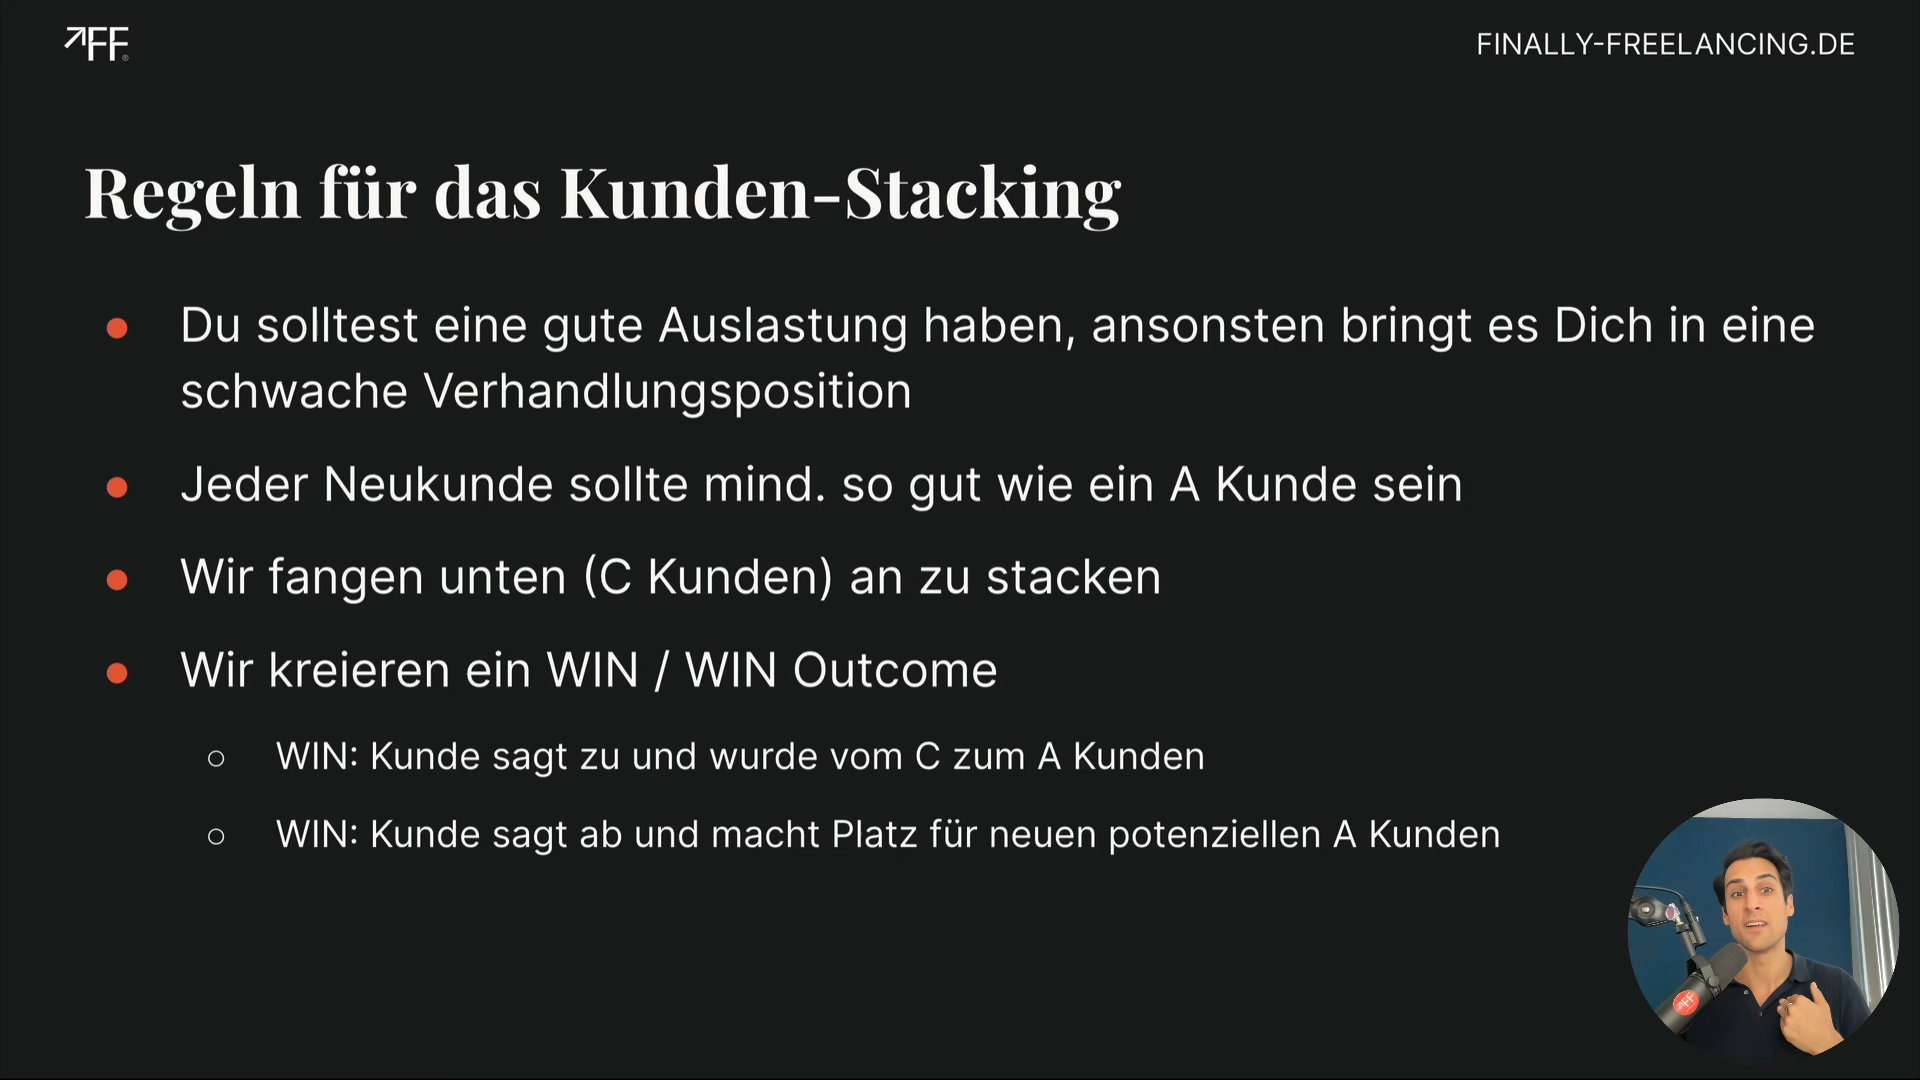 FF
FINALLY-FREELANCING.DE
Regeln für das Kunden-Stacking
Du solltest eine gute Auslastung haben, ansonsten bringt es Dich in eine
schwache Verhandlungsposition
Jeder Neukunde sollte mind. so gut wie ein A Kunde sein
Wir fangen unten (C Kunden) an zu stacken
Wir kreieren ein WIN / WIN Outcome
WIN: Kunde sagt zu und wurde vom C zum A Kunden
WIN: Kunde sagt ab und macht Platz für neuen potenziellen A Kunden
FF